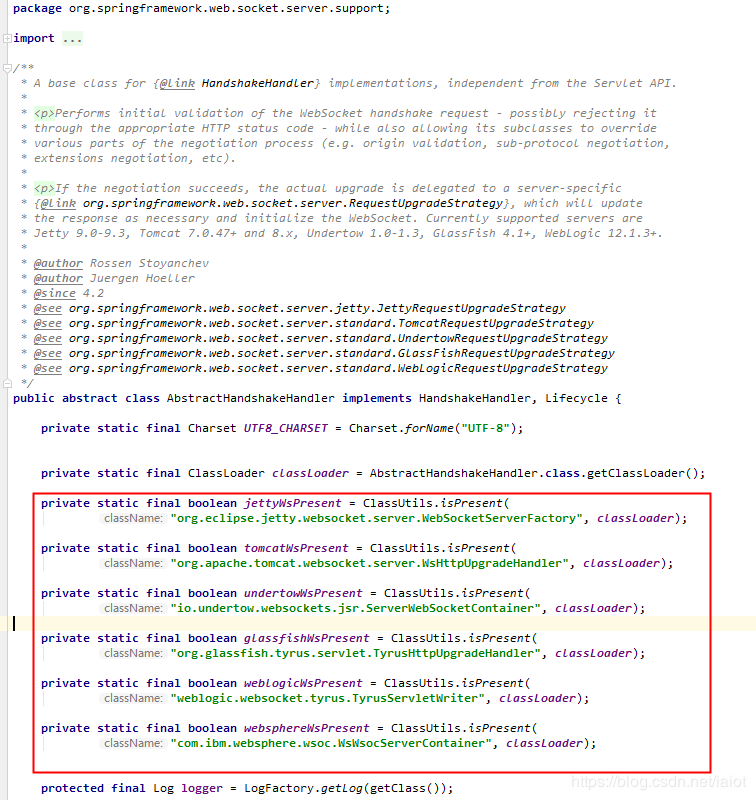 package org.springframework.web.socket.server.support;
import ...
/**
* A base class for {@link HandshakeHandler} implementations, independent from the Servlet API.
*
* <p>Performs initial validation of the WebSocket handshake request - possibly rejecting it
* through the appropriate HTTP status code - while also allowing its subclasses to override
* various parts of the negotiation process (e.g. origin validation, sub-protocol negotiation,
* extensions negotiation, etc).
*
* <p>If the negotiation succeeds, the actual upgrade is delegated to a server-specific
* {@link org.springframework.web.socket.server.RequestUpgradeStrategy}, which will update
* the response as necessary and initialize the WebSocket. Currently supported servers are
* Jetty 9.0-9.3, Tomcat 7.0.47+ and 8.x, Undertow 1.0-1.3, GlassFish 4.1+, WebLogic 12.1.3+.
*
* @author Rossen Stoyanchev
* @author Juergen Hoeller
* @since 4.2
* @see org.springframework.web.socket.server.jetty.JettyRequestUpgradeStrategy
* @see org.springframework.web.socket.server.standard.TomcatRequestUpgradeStrategy
* @see org.springframework.web.socket.server.standard.UndertowRequestUpgradeStrategy
* @see org.springframework.web.socket.server.standard.GlassFishRequestUpgradeStrategy
* @see org.springframework.web.socket.server.standard.WebLogicRequestUpgradeStrategy
*/
public abstract class AbstractHandshakeHandler implements HandshakeHandler, Lifecycle {
private static final Charset UTF8_CHARSET = Charset.forName("UTF-8");
private static final ClassLoader classLoader = AbstractHandshakeHandler.class.getClassLoader();
private static final boolean jettyWsPresent = ClassUtils.isPresent(
className: "org.eclipse.jetty.websocket.server.WebSocketServerFactory", classLoader);
private static final boolean tomcatWsPresent = ClassUtils.isPresent(
className: "org.apache.tomcat.websocket.server.WsHttpUpgradeHandler", classLoader);
private static final boolean undertowWsPresent = ClassUtils.isPresent(
className: "io.undertow.websockets.jsr.ServerWebSocketContainer", classLoader);
private static final boolean glassfishWsPresent = ClassUtils.isPresent(
className: "org.glassfish.tyrus.servlet.TyrusHttpUpgradeHandler", classLoader);
private static final boolean weblogicWsPresent = ClassUtils.isPresent(
className: "weblogic.websocket.tyrus.TyrusServletWriter", classLoader);
private static final boolean websphereWsPresent = ClassUtils.isPresent(
className: "com.ibm.websphere.wsoc.WsWsocServerContainer", classLoader);
protected final Log logger = LogFactory.getLog(getClass());
https://blog.csdn.net/iaiot